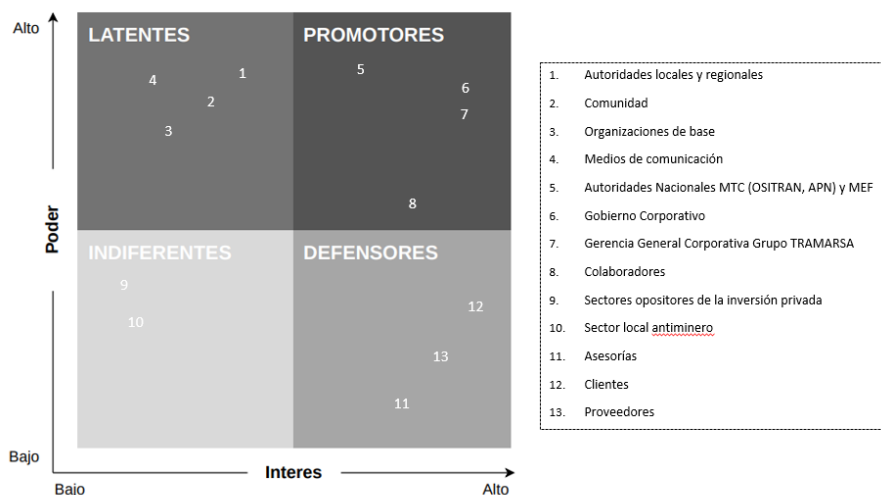 Alto
LATENTES
PROMOTORES
4
1
2
3
5
6
7
8
Poder
INDIFERENTES
DEFENSORES
9
10
12
13
11
Bajo
Interes
Bajo
Alto
1. Autoridades locales y regionales
2. Comunidad
3. Organizaciones de base
4. Medios de comunicación
5. Autoridades Nacionales MTC (OSITRAN, APN) y MEF
6. Gobierno Corporativo
7. Gerencia General Corporativa Grupo TRAMARSA
8. Colaboradores
9. Sectores opositores de la inversión privada
10. Sector local antiminero
11. Asesorías
12. Clientes
13. Proveedores